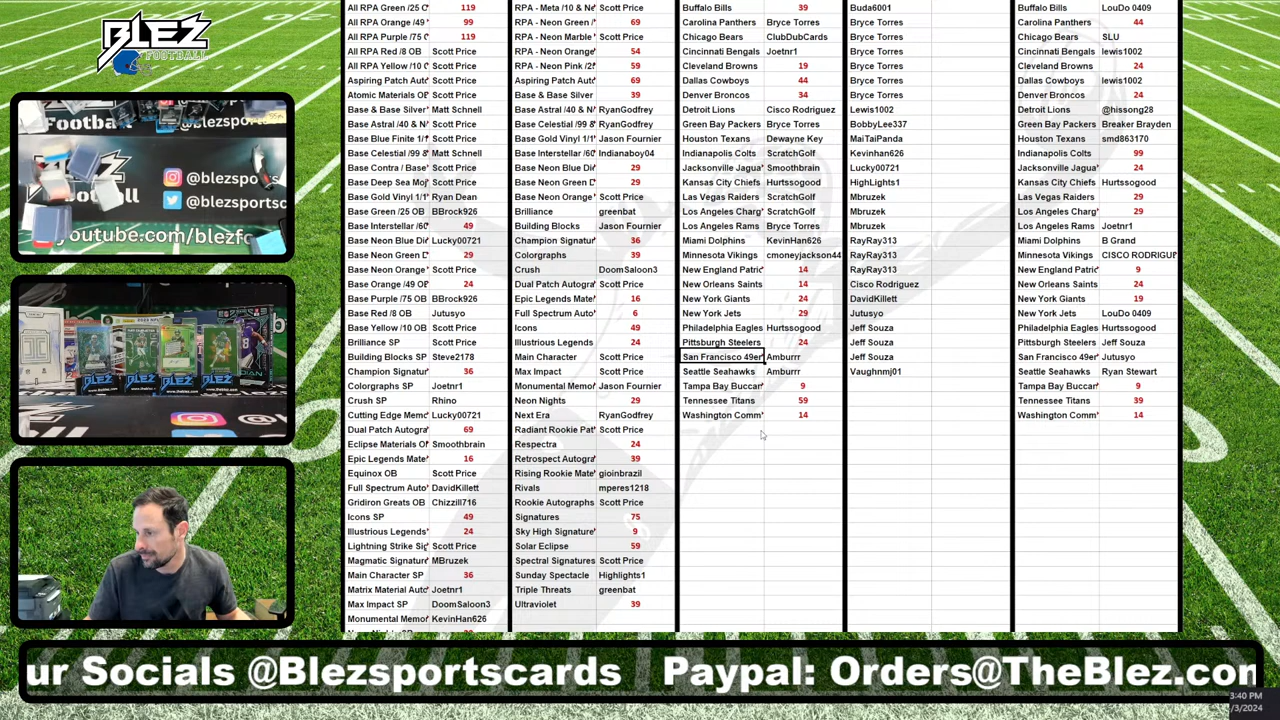 BLEZ
FOOTBALL
Football
@blezspo
@blezsports
youtube.com/blezfo
BLEZ BLEZ BLEZ BLEZ
All RPA Green /25 119
All RPA Orange /49 99
All RPA Purple /75 119
All RPA Red /8 OB Scott Price
All RPA Yellow /10 Scott Price
Aspiring Patch Aut Scott Price
Atomic Materials OB Scott Price
Base & Base Silver Matt Schnell
Base Astral /40 & N Scott Price
Base Blue Finite 1/ Scott Price
Base Celestial /99 & Matt Schnell
Base Contra / Base Scott Price
Base Deep Sea Moj Scott Price
Base Gold Vinyl 1/1 Ryan Dean
Base Green /25 OB BBrock926
Base Interstellar /60 49
Base Neon Blue Di Lucky00721
Base Neon Green D 29
Base Neon Orange Scott Price
Base Orange /49 OB 24
Base Purple /75 OB BBrock926
Base Red /8 OB Jutusyo
Base Yellow /10 OB Scott Price
Brilliance SP Scott Price
Building Blocks SP Steve2178
Champion Signatu 36
Colorgraphs SP Joetnr1
Crush SP Rhino
Cutting Edge Mem Lucky00721
Dual Patch Autogra 69
Eclipse Materials O Smoothbrain
Epic Legends Mate 16
Equinox OB Scott Price
Full Spectrum Auto DavidKillett
Gridiron Greats OB Chizzill716
Icons SP 49
Illustrious Legends 24
Lightning Strike Sig Scott Price
Magmatic Signatur MBruzek
Main Character SP 36
Matrix Material Auto Joetnr1
Max Impact SP DoomSaloon3
Monumental Memo KevinHan626
RPA - Meta /10 & N Scott Price
RPA - Neon Green / 69
RPA - Neon Marble Scott Price
RPA - Neon Orange 54
RPA - Neon Pink /2 59
Aspiring Patch Aut 69
Base & Base Silver 39
Base Astral /40 & N RyanGodfrey
Base Celestial /99 & RyanGodfrey
Base Gold Vinyl 1/1 Jason Fournier
Base Interstellar /60 Indianaboy04
Base Neon Blue Di 29
Base Neon Green D 29
Base Neon Orange Scott Price
Brilliance greenbat
Building Blocks Jason Fournier
Champion Signatur 36
Colorgraphs 39
Crush DoomSaloon3
Dual Patch Autogra Scott Price
Epic Legends Mate 16
Full Spectrum Auto 6
Icons 49
Illustrious Legends 24
Main Character Scott Price
Max Impact Scott Price
Monumental Memo Jason Fournier
Neon Nights 29
Next Era RyanGodfrey
Radiant Rookie Pat Scott Price
Respectra 24
Retrospect Autogra 39
Rising Rookie Mate gioinbrazil
Rivals mperes1218
Rookie Autographs Scott Price
Signatures 75
Sky High Signature 9
Solar Eclipse 59
Spectral Signatures Scott Price
Sunday Spectacle Highlights1
Triple Threats greenbat
Ultraviolet 39
Buffalo Bills 39
Carolina Panthers Bryce Torres
Chicago Bears ClubDubCards
Cincinnati Bengals Joetnr1
Cleveland Browns 19
Dallas Cowboys 44
Denver Broncos 34
Detroit Lions Cisco Rodriguez
Green Bay Packers Bryce Torres
Houston Texans Dewayne Key
Indianapolis Colts ScratchGolf
Jacksonville Jagua Smoothbrain
Kansas City Chiefs Hurtssogood
Las Vegas Raiders ScratchGolf
Los Angeles Charg ScratchGolf
Los Angeles Rams Bryce Torres
Miami Dolphins KevinHan626
Minnesota Vikings cmoneyjackson44
New England Patri 14
New Orleans Saints 14
New York Giants 24
New York Jets 29
Philadelphia Eagles Hurtssogood
Pittsburgh Steelers 24
San Francisco 49er Amburrr
Seattle Seahawks Amburrr
Tampa Bay Buccan 9
Tennessee Titans 59
Washington Comm 14
Buda6001
Bryce Torres
Bryce Torres
Bryce Torres
Bryce Torres
Bryce Torres
Bryce Torres
Lewis1002
BobbyLee337
MaiTaiPanda
Kevinhan626
Lucky00721
HighLights1
Mbruzek
Mbruzek
Mbruzek
RayRay313
RayRay313
RayRay313
Cisco Rodriguez
DavidKillett
Jutusyo
Jeff Souza
Jeff Souza
Jeff Souza
Vaughnmj01
Buffalo Bills LouDo 0409
Carolina Panthers 44
Chicago Bears SLU
Cincinnati Bengals lewis1002
Cleveland Browns 24
Dallas Cowboys lewis1002
Denver Broncos 24
Detroit Lions @hissong28
Green Bay Packers Breaker Brayden
Houston Texans smd863170
Indianapolis Colts 99
Jacksonville Jagua 24
Kansas City Chiefs Hurtssogood
Las Vegas Raiders 29
Los Angeles Charg 29
Los Angeles Rams Joetnr1
Miami Dolphins B Grand
Minnesota Vikings CISCO RODRIGU
New England Patri 9
New Orleans Saints 24
New York Giants 19
New York Jets LouDo 0409
Philadelphia Eagles Hurtssogood
Pittsburgh Steelers Jeff Souza
San Francisco 49er Jutusyo
Seattle Seahawks Ryan Stewart
Tampa Bay Buccan 9
Tennessee Titans 39
Washington Comm 14
ur Socials @Blezsportscards Paypal: Orders@TheBlez.con
3:40 PM
/3/2024